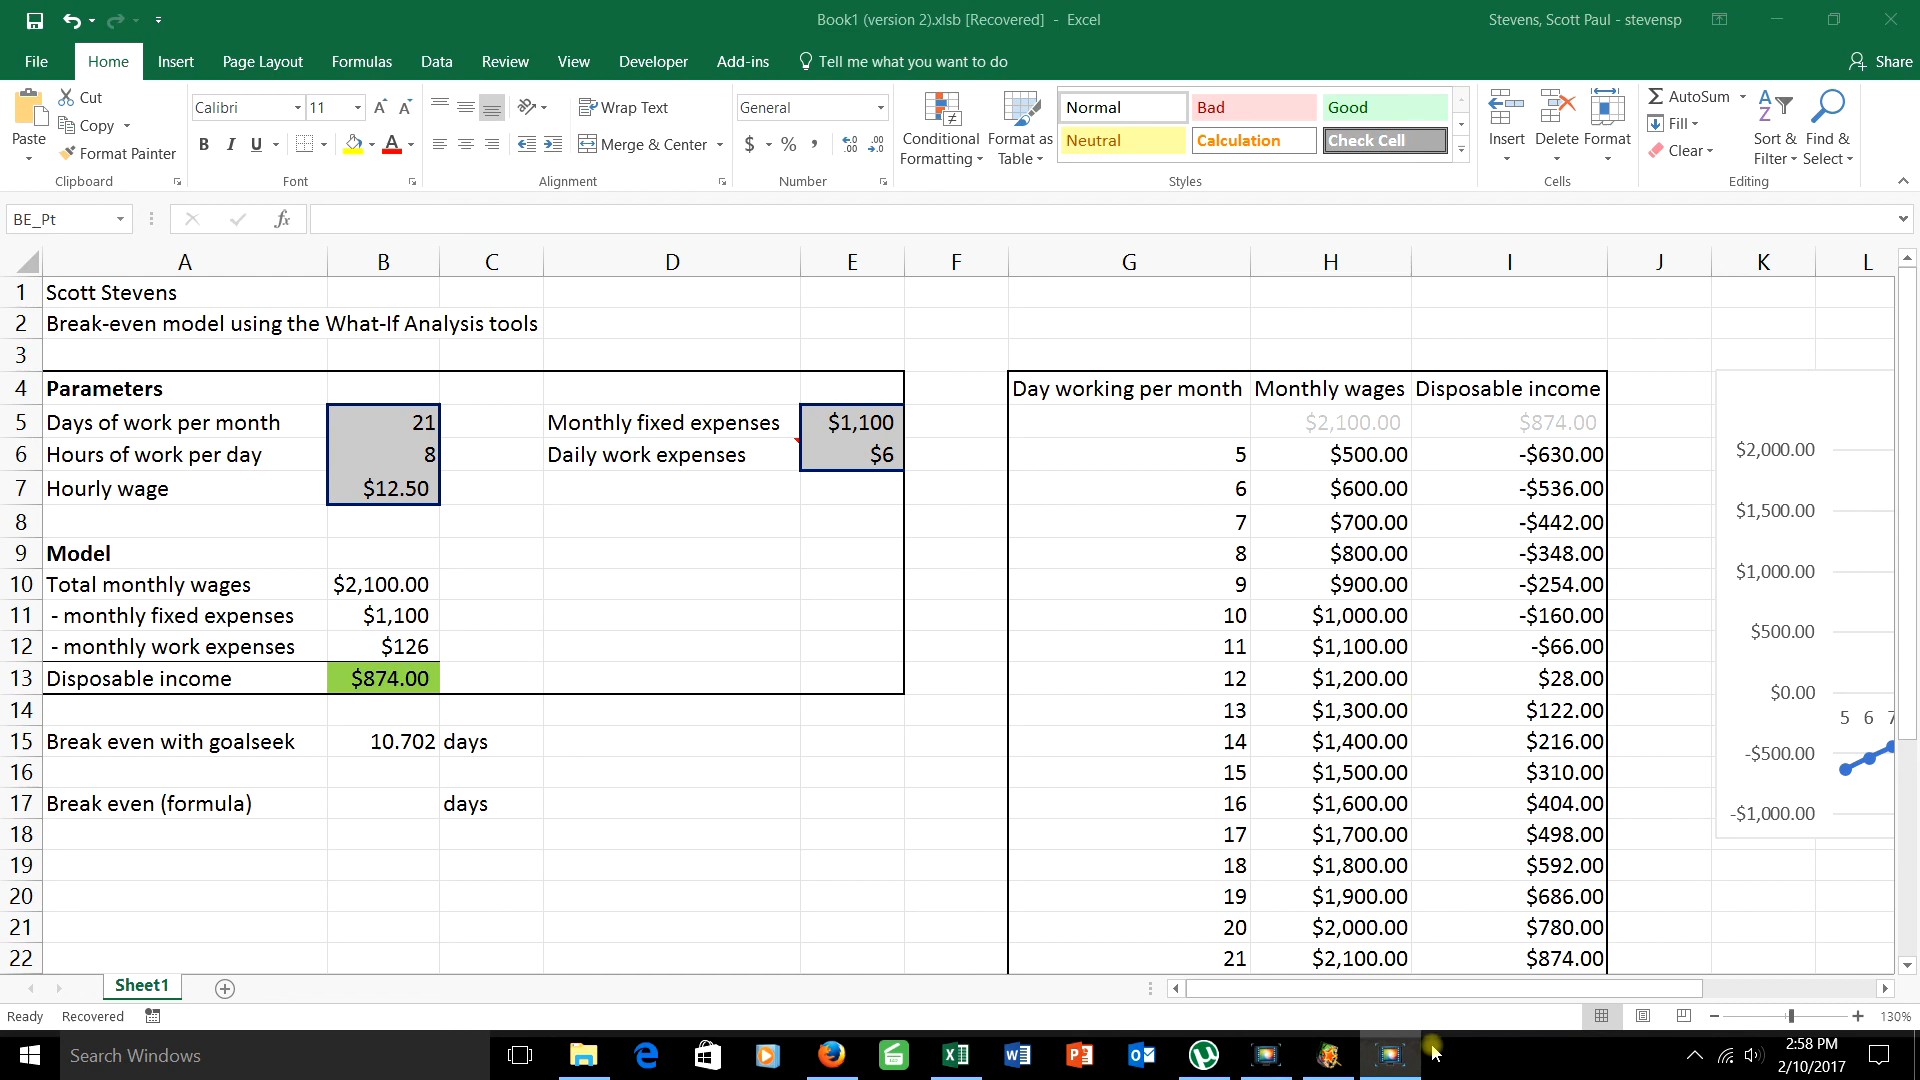 Book1 (version 2).xlsb [Recovered] - Excel
Stevens, Scott Paul - stevensp
File Home Insert Page Layout Formulas Data Review View Developer Add-ins Tell me what you want to do Share
Paste
Cut
Copy
Format Painter
Clipboard
Calibri 11
B I U
Font
Wrap Text
Merge & Center
Alignment
General
$ % ,
Number
Conditional Formatting
Format as Table
Normal Bad Good
Neutral Calculation Check Cell
Styles
Insert Delete Format
Cells
AutoSum
Fill
Clear
Sort & Filter
Find & Select
Editing
BE_Pt fx
A B C D E F G H I J K L
1 Scott Stevens
2 Break-even model using the What-If Analysis tools
3
4 Parameters Day working per month Monthly wages Disposable income
5 Days of work per month 21 Monthly fixed expenses $1,100 $2,100.00 $874.00
6 Hours of work per day 8 Daily work expenses $6 5 $500.00 -$630.00
7 Hourly wage $12.50 6 $600.00 -$536.00
8 7 $700.00 -$442.00
9 Model 8 $800.00 -$348.00
10 Total monthly wages $2,100.00 9 $900.00 -$254.00
11 - monthly fixed expenses $1,100 10 $1,000.00 -$160.00
12 - monthly work expenses $126 11 $1,100.00 -$66.00
13 Disposable income $874.00 12 $1,200.00 $28.00
14 13 $1,300.00 $122.00
15 Break even with goalseek 10.702 days 14 $1,400.00 $216.00
16 15 $1,500.00 $310.00
17 Break even (formula) days 16 $1,600.00 $404.00
18 17 $1,700.00 $498.00
19 18 $1,800.00 $592.00
20 19 $1,900.00 $686.00
21 20 $2,000.00 $780.00
22 21 $2,100.00 $874.00
$2,000.00
$1,500.00
$1,000.00
$500.00
$0.00
5 6 7
-$500.00
-$1,000.00
Sheet1
Ready Recovered 130%
Search Windows
2:58 PM
2/10/2017